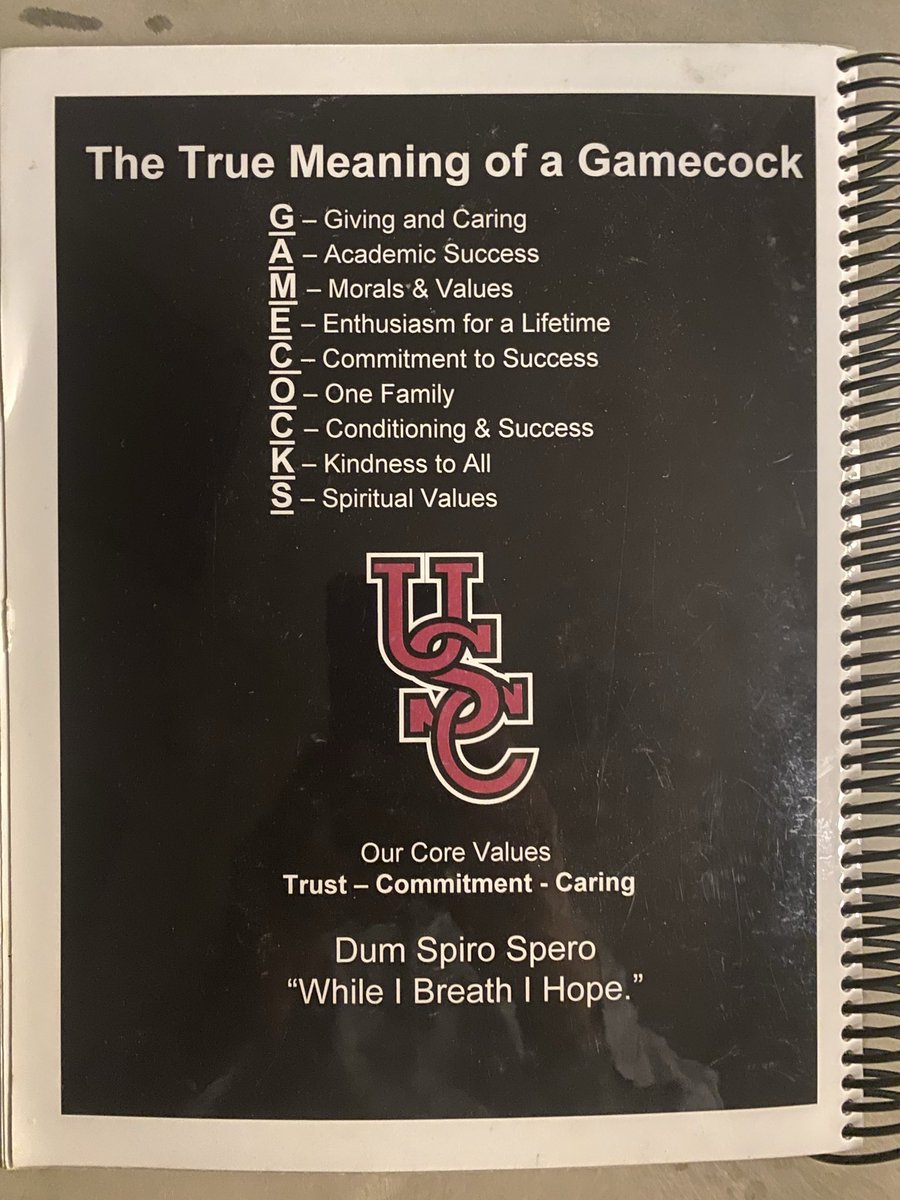 The True Meaning of a Gamecock
G – Giving and Caring
A – Academic Success
M – Morals & Values
E – Enthusiasm for a Lifetime
C – Commitment to Success
O – One Family
C – Conditioning & Success
K – Kindness to All
S – Spiritual Values
USC
Our Core Values
Trust – Commitment - Caring
Dum Spiro Spero
“While I Breath I Hope.”